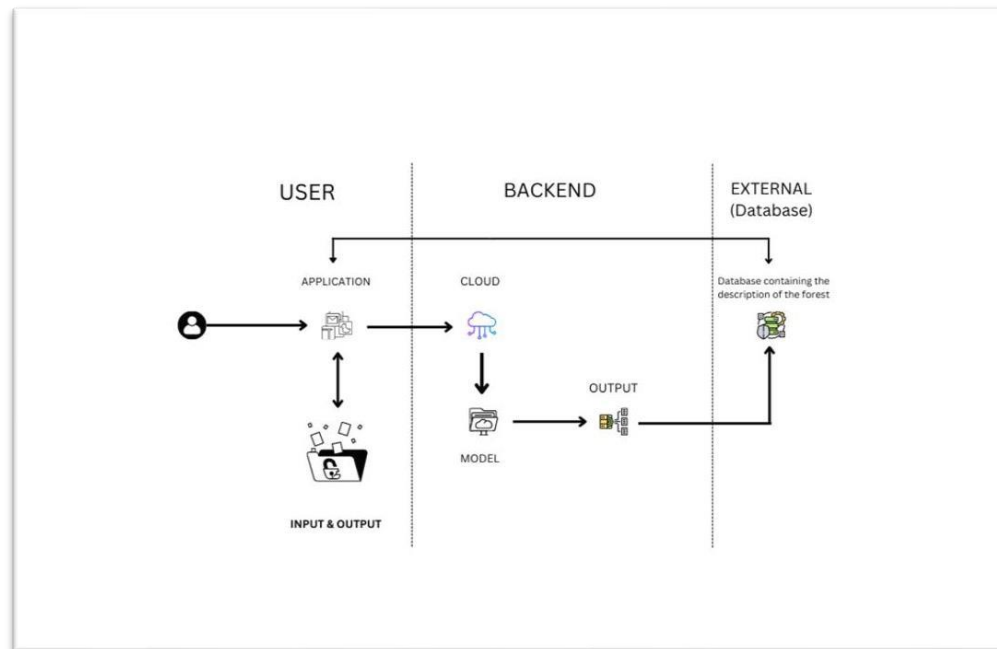 USER
BACKEND
EXTERNAL
(Database)
APPLICATION
CLOUD
Database containing the
description of the forest
OUTPUT
MODEL
INPUT & OUTPUT